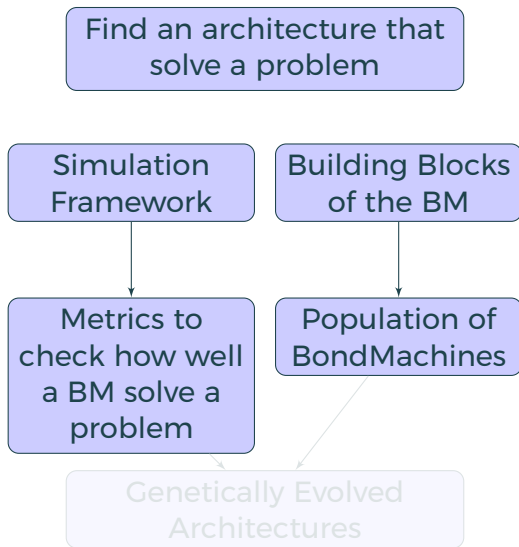 Find an architecture that
solve a problem
Simulation
Framework
Building Blocks
of the BM
Metrics to
check how well
a BM solve a
problem
Population of
BondMachines
Genetically Evolved
Architectures